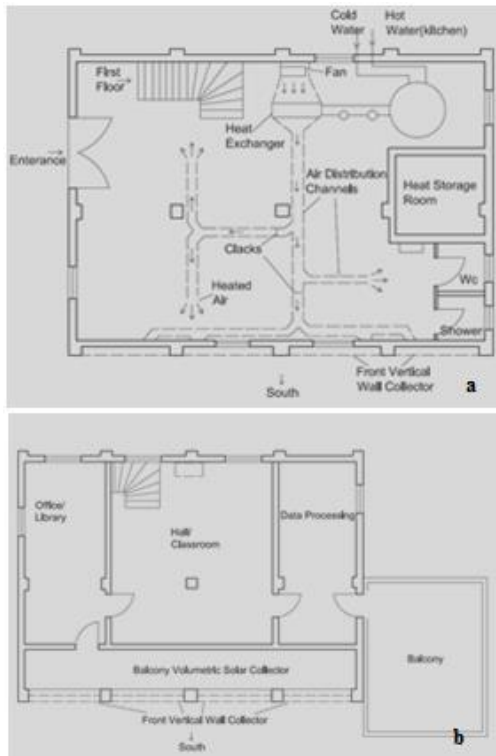 Cold
Water
Hot
Water(kitchen)
First
Floor
Fan
Heat
Exchanger
Enterance
Air Distribution
Channels
Heat Storage
Room
Clacks
Heated
Air
Wc
Shower
Front Vertical
Wall Collector
South
a
Office/
Library
Hall/
Classroom
Data Processing
Balcony
Balcony Volumetric Solar Collector
Front Vertical Wall Collector
South
b